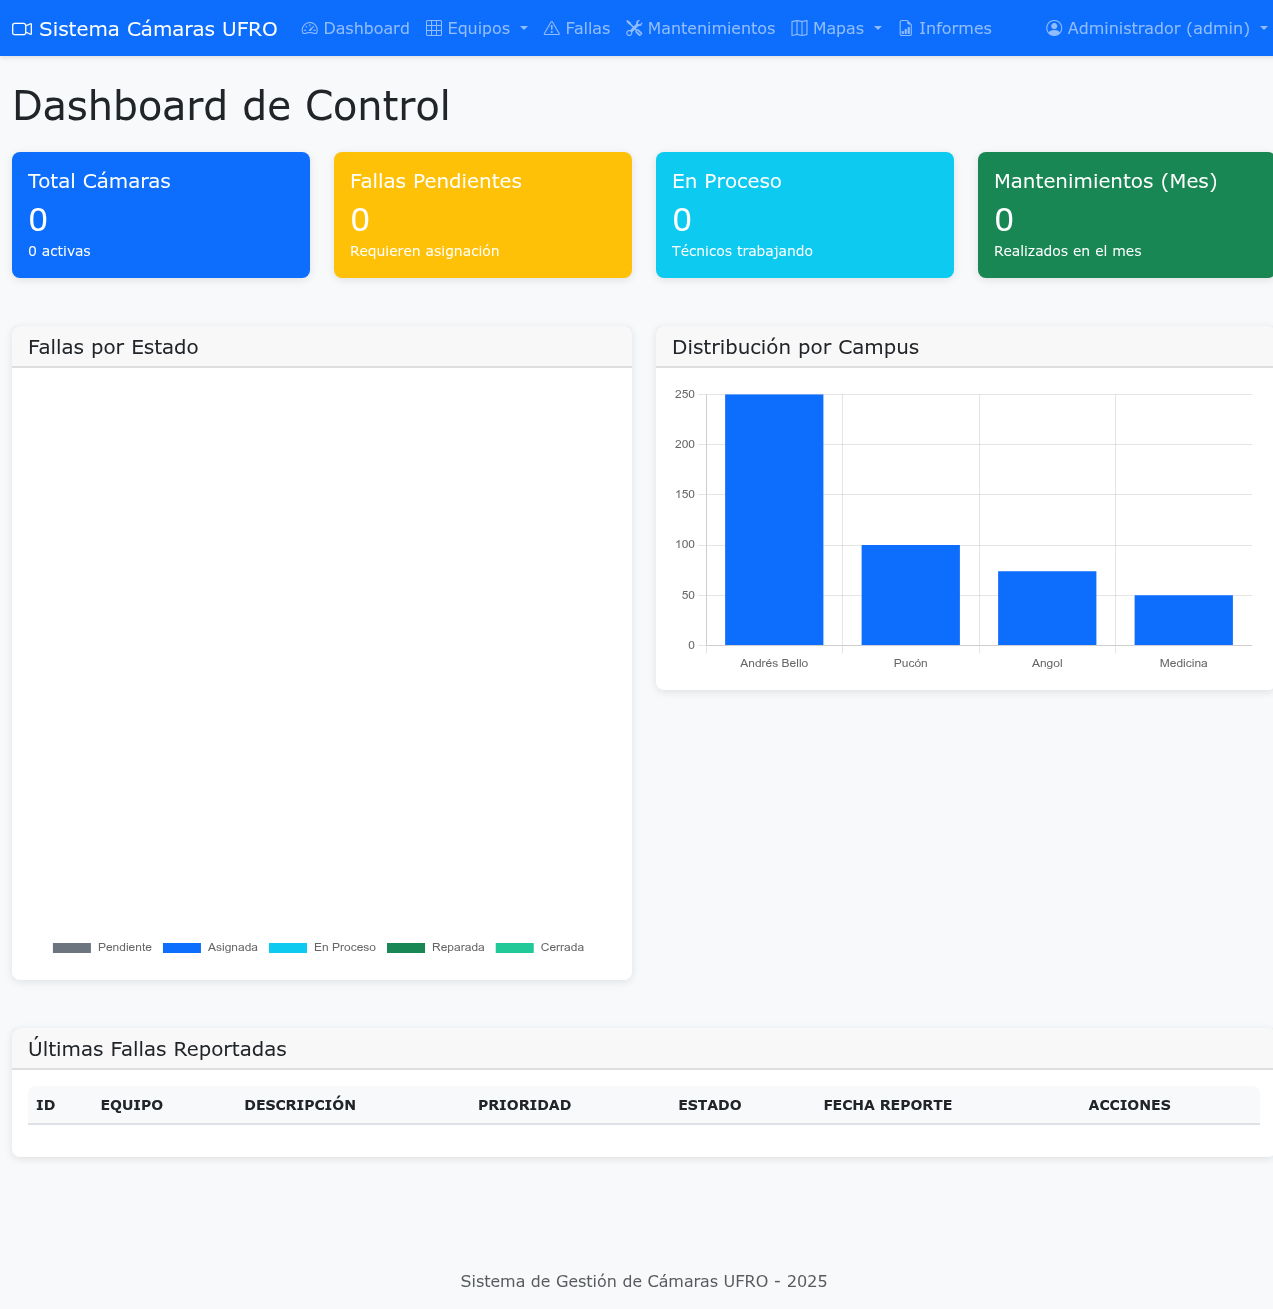 Sistema Cámaras UFRO Dashboard Equipos Fallas Mantenimientos Mapas Informes Administrador (admin)
Dashboard de Control
Total Cámaras
0
0 activas
Fallas Pendientes
0
Requieren asignación
En Proceso
0
Técnicos trabajando
Mantenimientos (Mes)
0
Realizados en el mes
Fallas por Estado
Pendiente Asignada En Proceso Reparada Cerrada
Distribución por Campus
250
200
150
100
50
0
Andrés Bello Pucón Angol Medicina
Últimas Fallas Reportadas
ID EQUIPO DESCRIPCIÓN PRIORIDAD ESTADO FECHA REPORTE ACCIONES
Sistema de Gestión de Cámaras UFRO - 2025